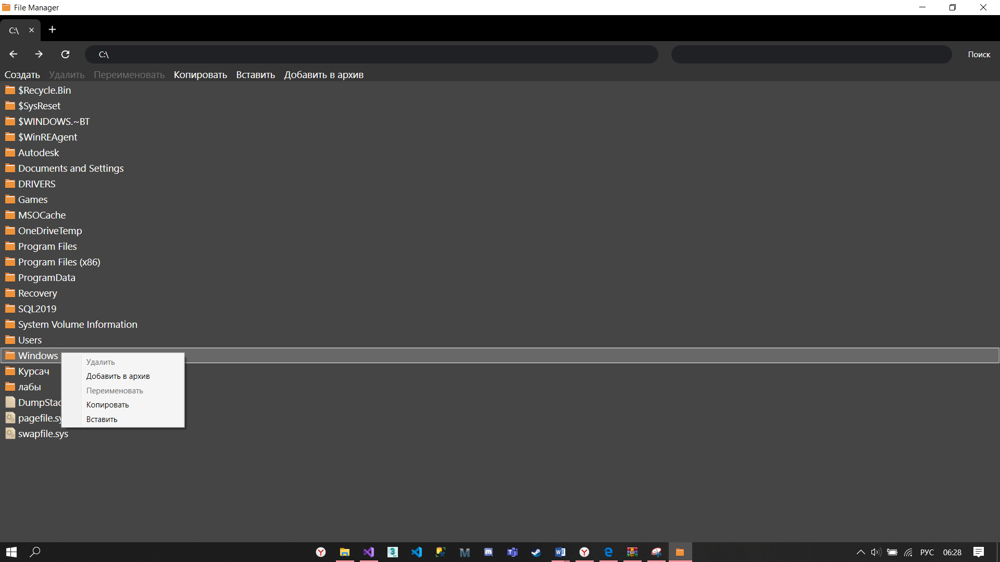 File Manager
C:\
C:\
Поиск
Создать Удалить Переименовать Копировать Вставить Добавить в архив
$Recycle.Bin
$SysReset
$WINDOWS.~BT
$WinREAgent
Autodesk
Documents and Settings
DRIVERS
Games
MSOCache
OneDriveTemp
Program Files
Program Files (x86)
ProgramData
Recovery
SQL2019
System Volume Information
Users
Windows
Курсач
лабы
DumpStac
pagefile.sy
swapfile.sys
Удалить
Добавить в архив
Переименовать
Копировать
Вставить
РУС 06:28